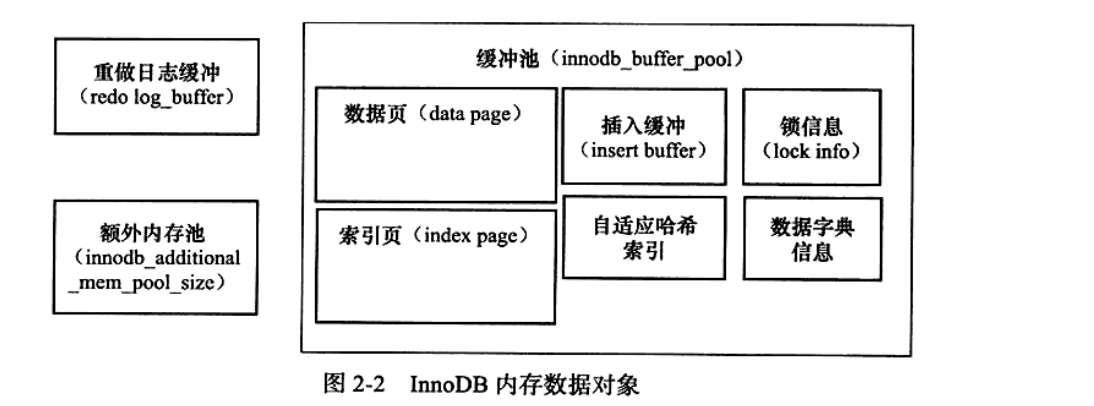 重做日志缓冲
（redo log_buffer）
额外内存池
（innodb_additional
_mem_pool_size）
缓冲池（innodb_buffer_pool）
数据页（data page）
插入缓冲
（insert buffer）
锁信息
（lock info）
索引页（index page）
自适应哈希
索引
数据字典
信息
图 2-2 InnoDB 内存数据对象